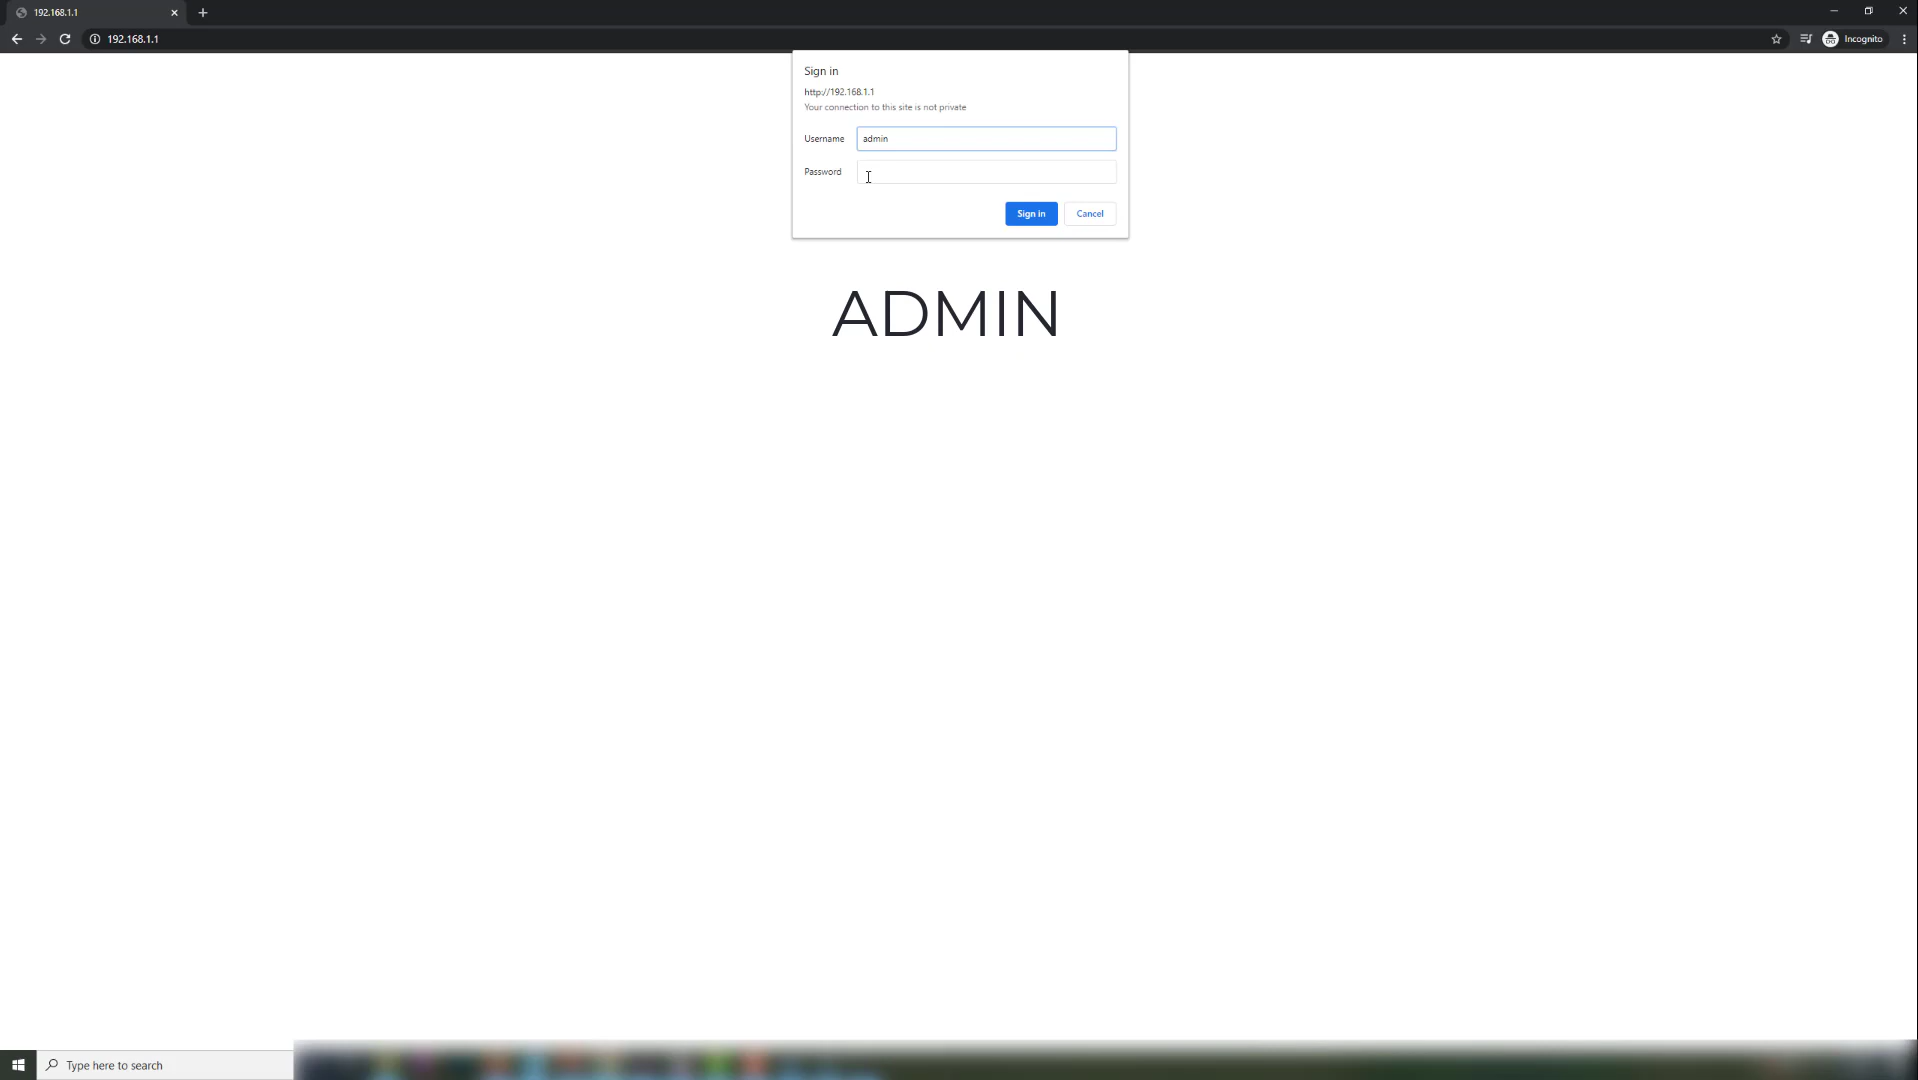 192.168.1.1
192.168.1.1
Incognito
Sign in
http://192.168.1.1
Your connection to this site is not private
Username
admin
Password
Sign in
Cancel
ADMIN
Type here to search